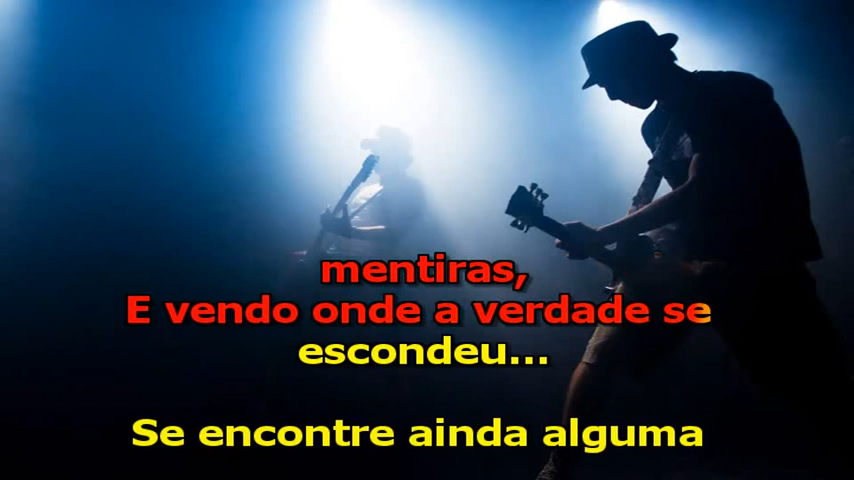 mentiras,
E vendo onde a verdade se
escondeu...
Se encontre ainda alguma